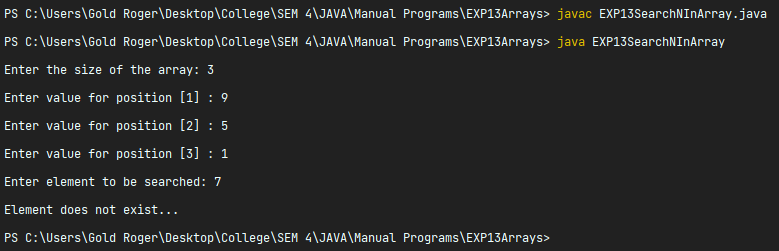 PS C:\Users\Gold Roger\Desktop\College\SEM 4\JAVA\Manual Programs\EXP13Arrays> javac EXP13SearchNInArray.java
PS C:\Users\Gold Roger\Desktop\College\SEM 4\JAVA\Manual Programs\EXP13Arrays> java EXP13SearchNInArray
Enter the size of the array: 3
Enter value for position [1] : 9
Enter value for position [2] : 5
Enter value for position [3] : 1
Enter element to be searched: 7
Element does not exist...
PS C:\Users\Gold Roger\Desktop\College\SEM 4\JAVA\Manual Programs\EXP13Arrays>